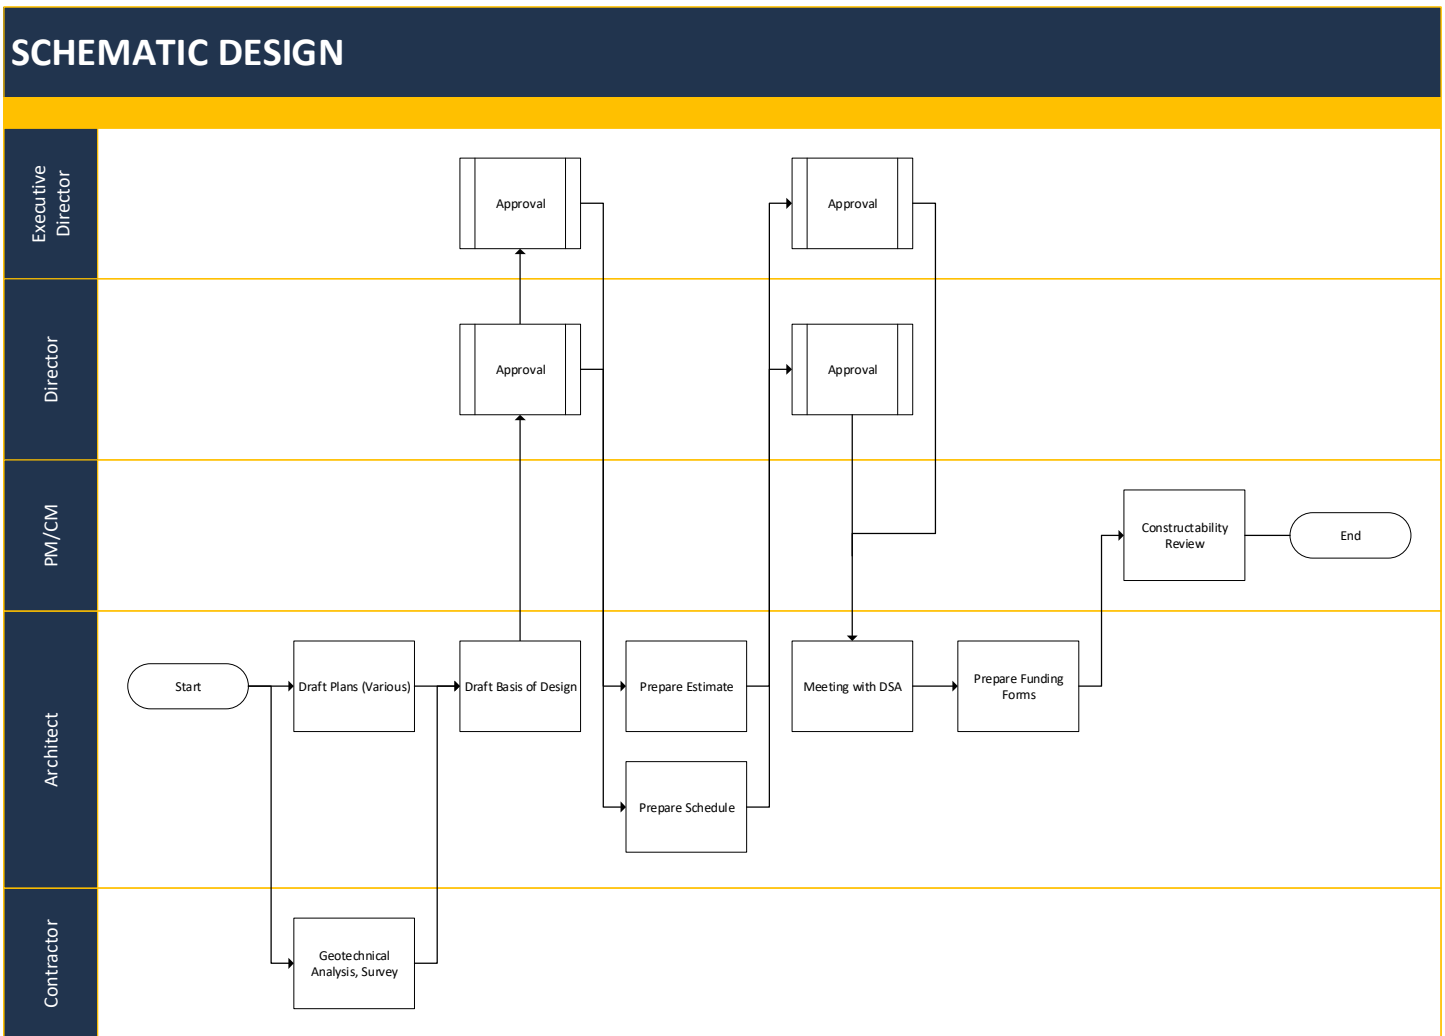 SCHEMATIC DESIGN
Executive
Director
Approval
Approval
Director
Approval
Approval
PM/CM
Constructability
Review
End
Architect
Start
Draft Plans (Various)
Draft Basis of Design
Prepare Estimate
Meeting with DSA
Prepare Funding
Forms
Prepare Schedule
Contractor
Geotechnical
Analysis, Survey